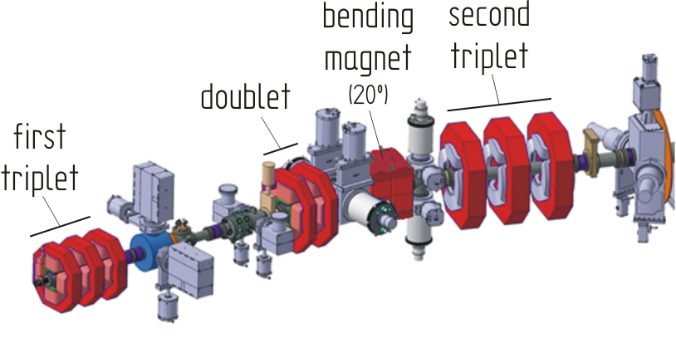 first
triplet
doublet
bending
magnet
(20°)
second
triplet